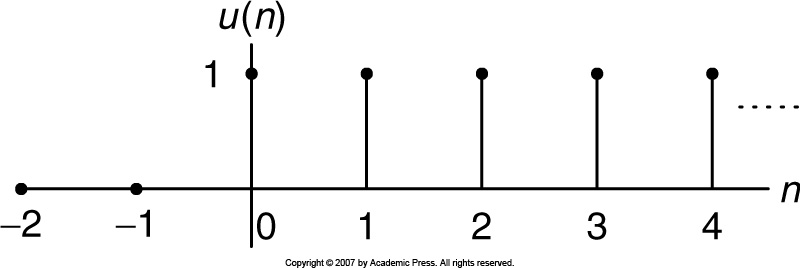 u(n)
1
n
–2 –1 0 1 2 3 4
Copyright © 2007 by Academic Press. All rights reserved.